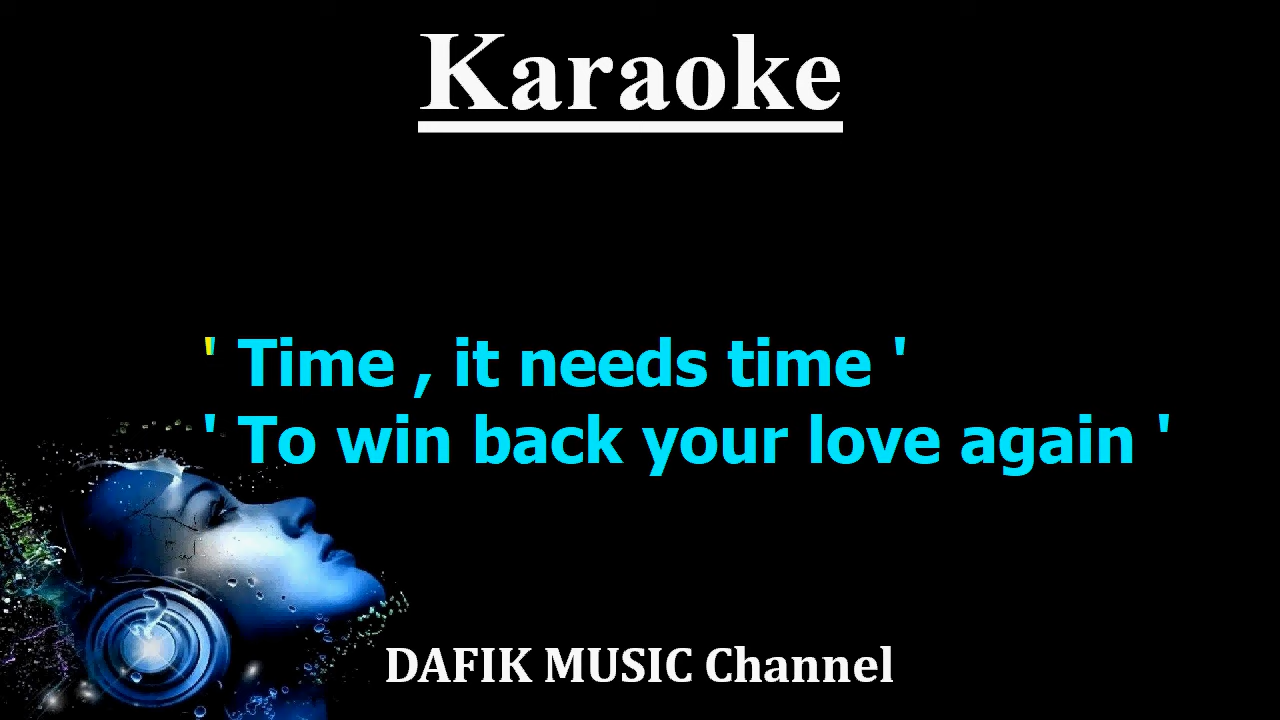 Karaoke
' Time , it needs time '
' To win back your love again '
DAFIK MUSIC Channel